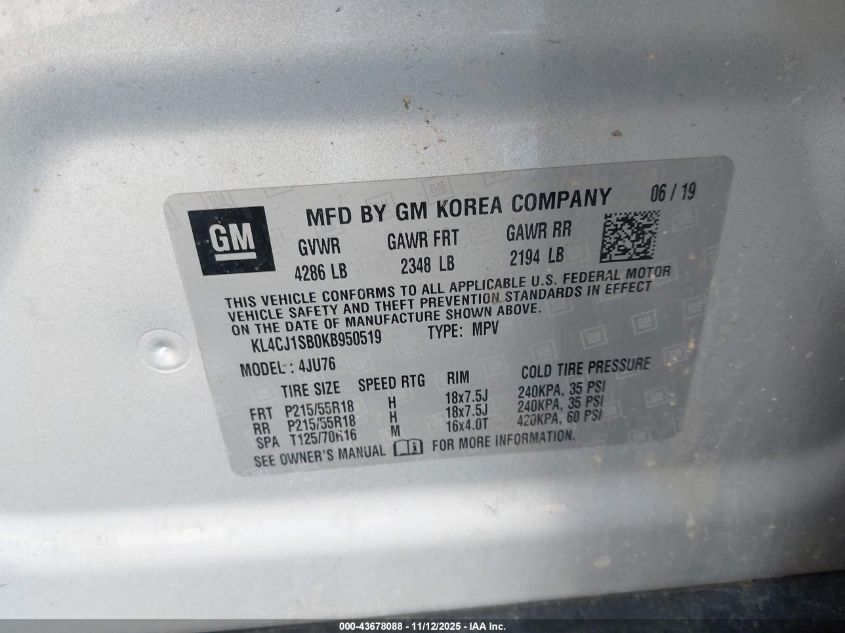 GM
MFD BY GM KOREA COMPANY 06 / 19
GVWR GAWR FRT GAWR RR
4286 LB 2348 LB 2194 LB
THIS VEHICLE CONFORMS TO ALL APPLICABLE U.S. FEDERAL MOTOR
VEHICLE SAFETY AND THEFT PREVENTION STANDARDS IN EFFECT
ON THE DATE OF MANUFACTURE SHOWN ABOVE.
KL4CJ1SB0KB950519 TYPE: MPV
MODEL: 4JU76
TIRE SIZE SPEED RTG RIM COLD TIRE PRESSURE
FRT P215/55R18 H 18x7.5J 240KPA, 35 PSI
RR P215/55R18 H 18x7.5J 240KPA, 35 PSI
SPA T125/70R16 M 16x4.0T 420KPA, 60 PSI
SEE OWNER'S MANUAL FOR MORE INFORMATION.
000-43678088 - 11/12/2025 - IAA Inc.